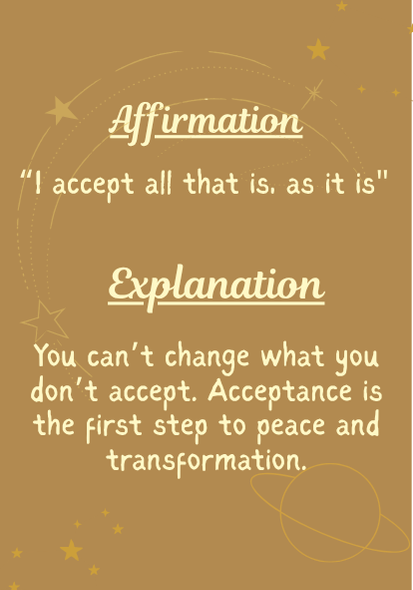 Affirmation
“I accept all that is, as it is"
Explanation
You can’t change what you
don’t accept. Acceptance is
the first step to peace and
transformation.